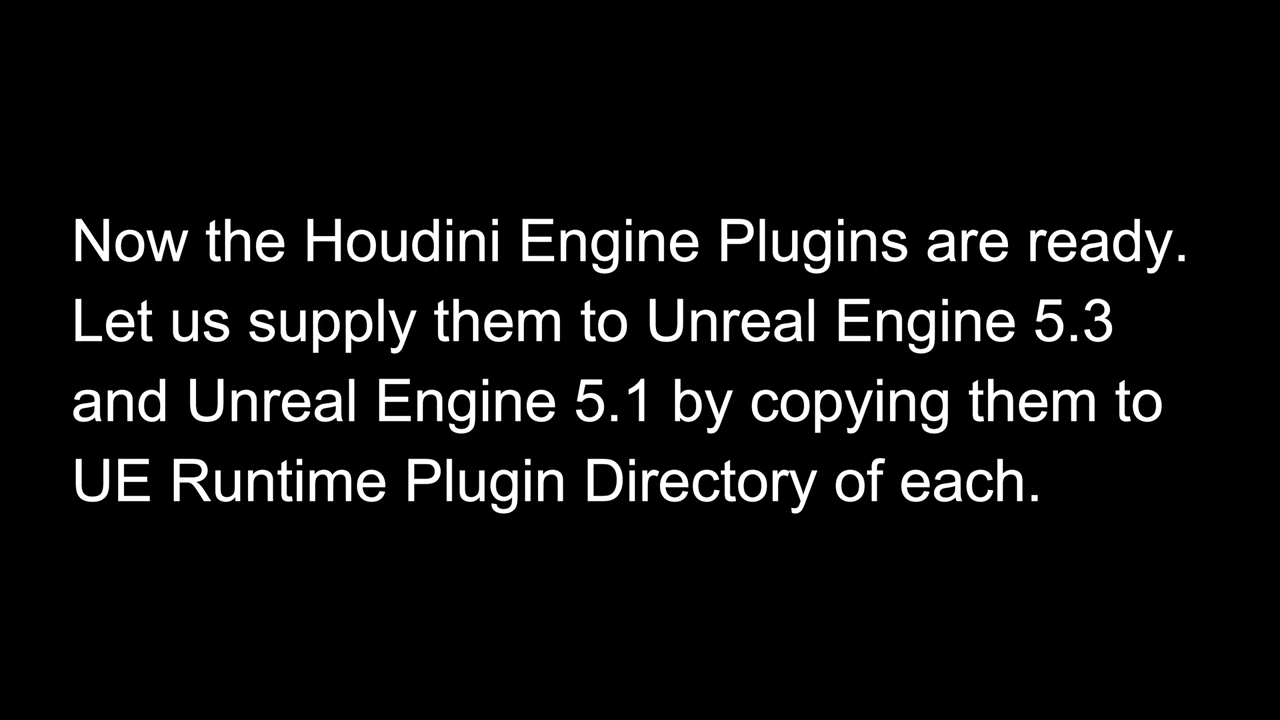 Now the Houdini Engine Plugins are ready.
Let us supply them to Unreal Engine 5.3
and Unreal Engine 5.1 by copying them to
UE Runtime Plugin Directory of each.